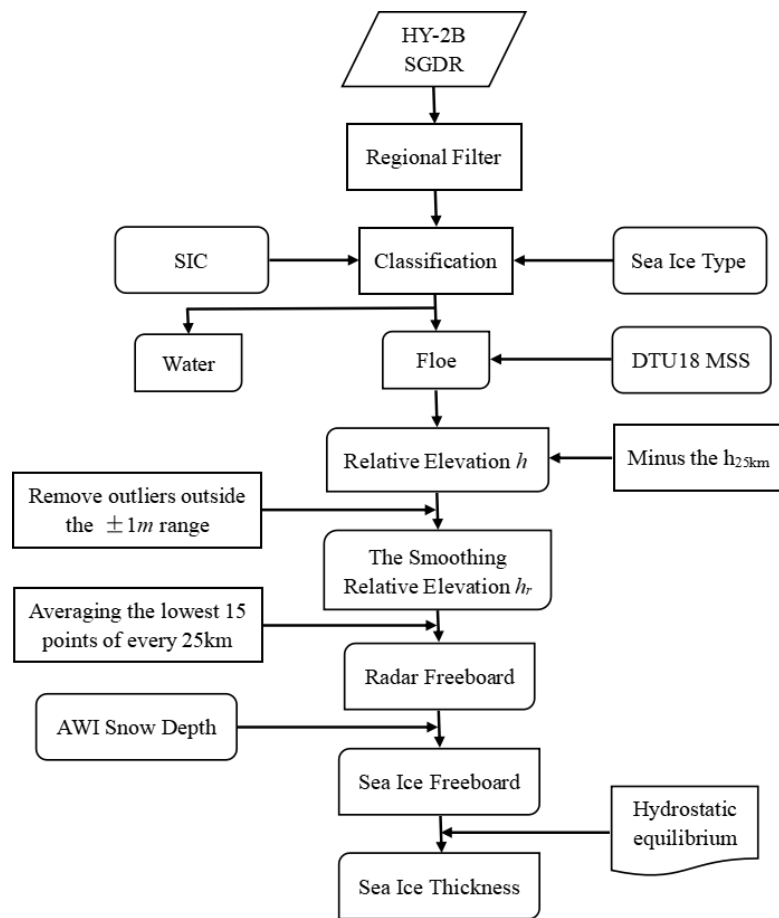 HY-2B
SGDR
Regional Filter
SIC
Classification
Sea Ice Type
Water
Floe
DTU18 MSS
Relative Elevation h
Minus the h25km
Remove outliers outside
the ±1m range
The Smoothing
Relative Elevation hr
Averaging the lowest 15
points of every 25km
Radar Freeboard
AWI Snow Depth
Sea Ice Freeboard
Hydrostatic
equilibrium
Sea Ice Thickness